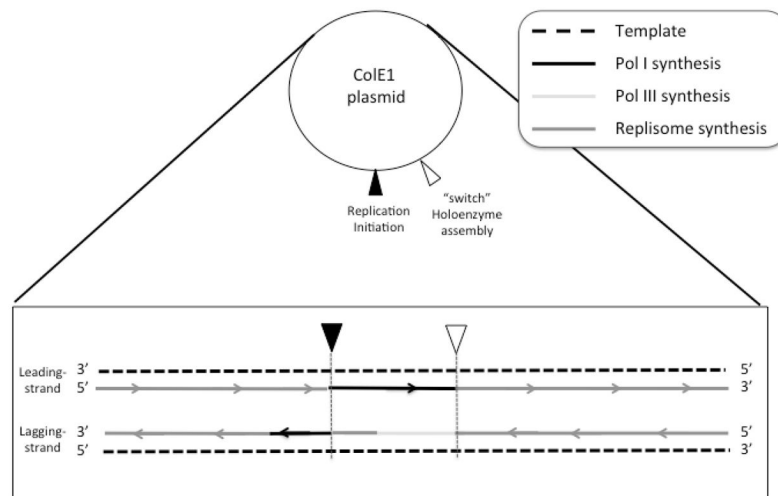 ColE1
plasmid
Template
Pol I synthesis
Pol III synthesis
Replisome synthesis
Replication
Initiation
“switch”
Holoenzyme
assembly
Leading-
strand
3’ 5’
5’ 3’
Lagging-
strand
3’ 5’
5’ 3’